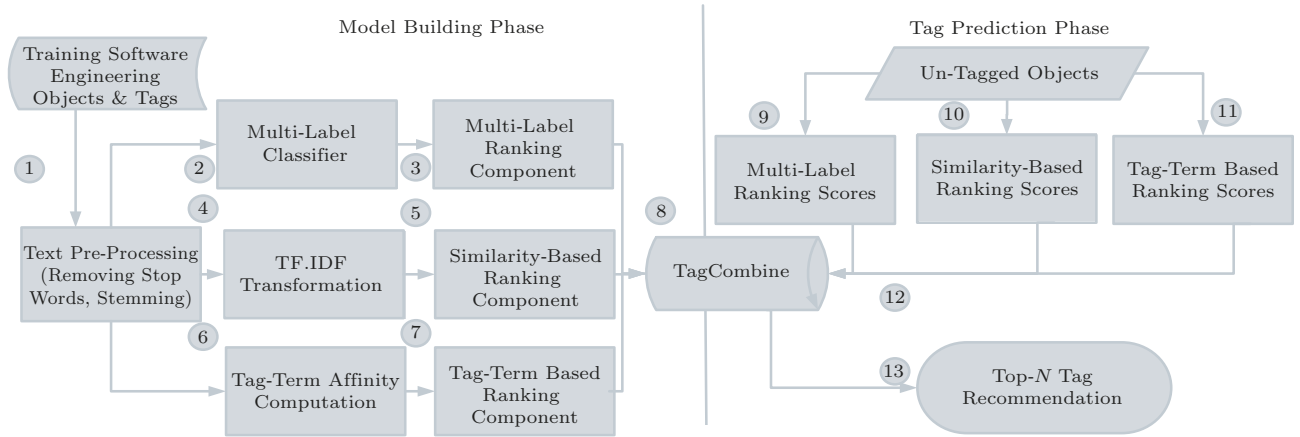 Model Building Phase
Training Software
Engineering
Objects & Tags
1
Text Pre-Processing
(Removing Stop
Words, Stemming)
2
Multi-Label
Classifier
3
Multi-Label
Ranking
Component
4
TF.IDF
Transformation
5
Similarity-Based
Ranking
Component
6
Tag-Term Affinity
Computation
7
Tag-Term Based
Ranking
Component
8
TagCombine
Tag Prediction Phase
Un-Tagged Objects
9
Multi-Label
Ranking Scores
10
Similarity-Based
Ranking Scores
11
Tag-Term Based
Ranking Scores
12
13
Top-N Tag
Recommendation